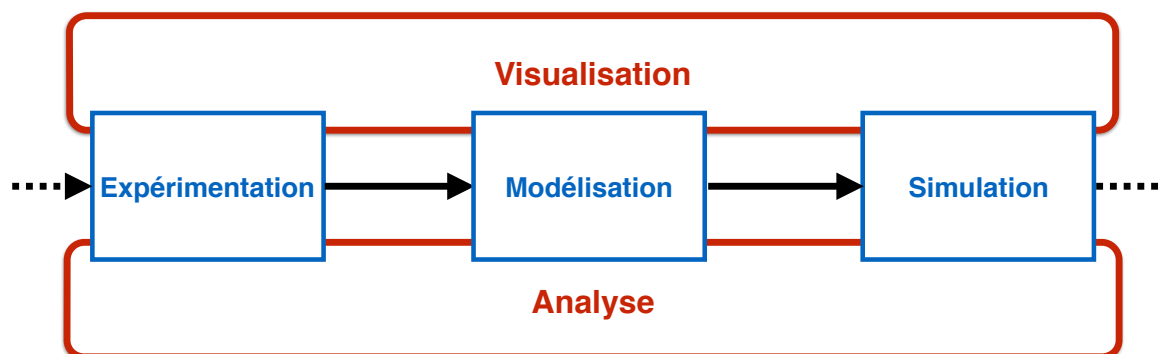 Visualisation
Expérimentation
Modélisation
Simulation
Analyse